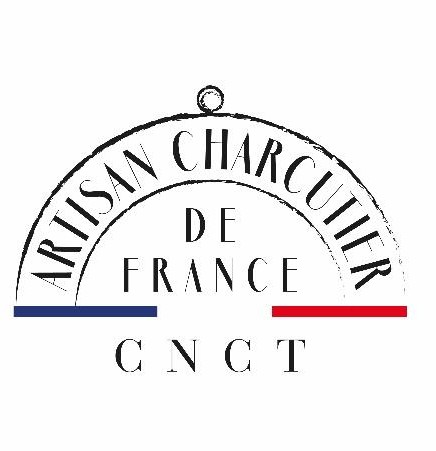 ARTISAN CHARCUTIER
DE
FRANCE
CNCT